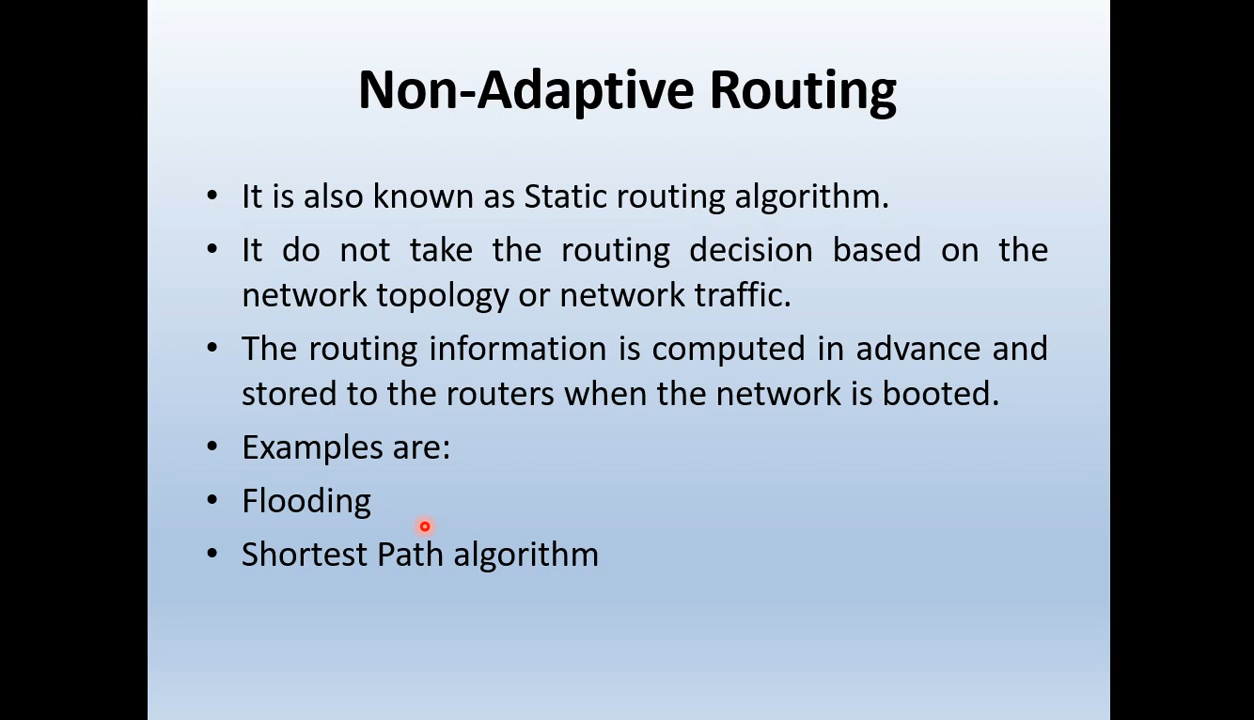 Non-Adaptive Routing
• It is also known as Static routing algorithm.
• It do not take the routing decision based on the
network topology or network traffic.
• The routing information is computed in advance and
stored to the routers when the network is booted.
• Examples are:
• Flooding
• Shortest Path algorithm